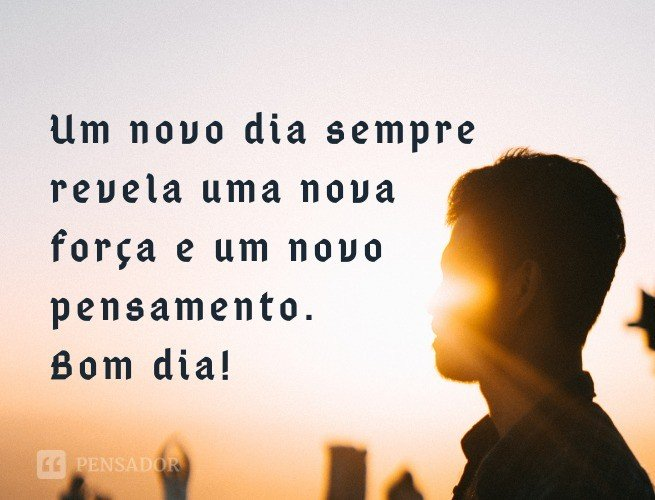 Um novo dia sempre
revela uma nova
força e um novo
pensamento.
Bom dia!
PENSADOR